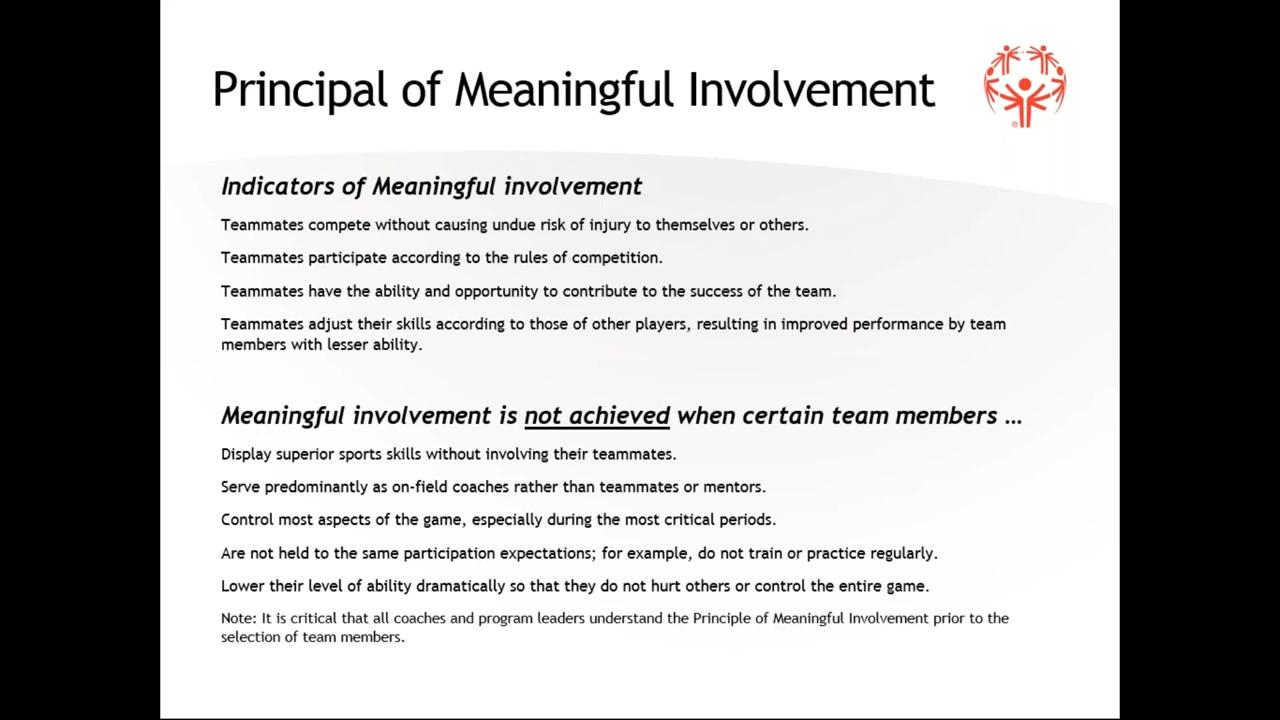 Principal of Meaningful Involvement
Indicators of Meaningful involvement
Teammates compete without causing undue risk of injury to themselves or others.
Teammates participate according to the rules of competition.
Teammates have the ability and opportunity to contribute to the success of the team.
Teammates adjust their skills according to those of other players, resulting in improved performance by team
members with lesser ability.
Meaningful involvement is not achieved when certain team members …
Display superior sports skills without involving their teammates.
Serve predominantly as on-field coaches rather than teammates or mentors.
Control most aspects of the game, especially during the most critical periods.
Are not held to the same participation expectations; for example, do not train or practice regularly.
Lower their level of ability dramatically so that they do not hurt others or control the entire game.
Note: It is critical that all coaches and program leaders understand the Principle of Meaningful Involvement prior to the
selection of team members.